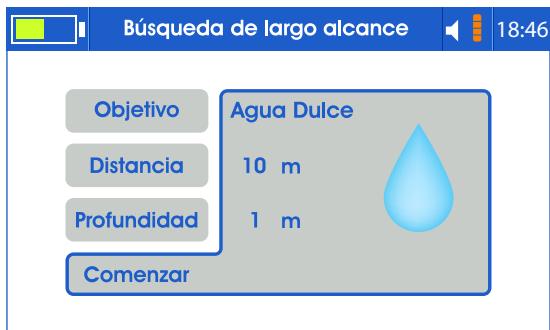 Búsqueda de largo alcance 18:46
Objetivo Agua Dulce
Distancia 10 m
Profundidad 1 m
Comenzar